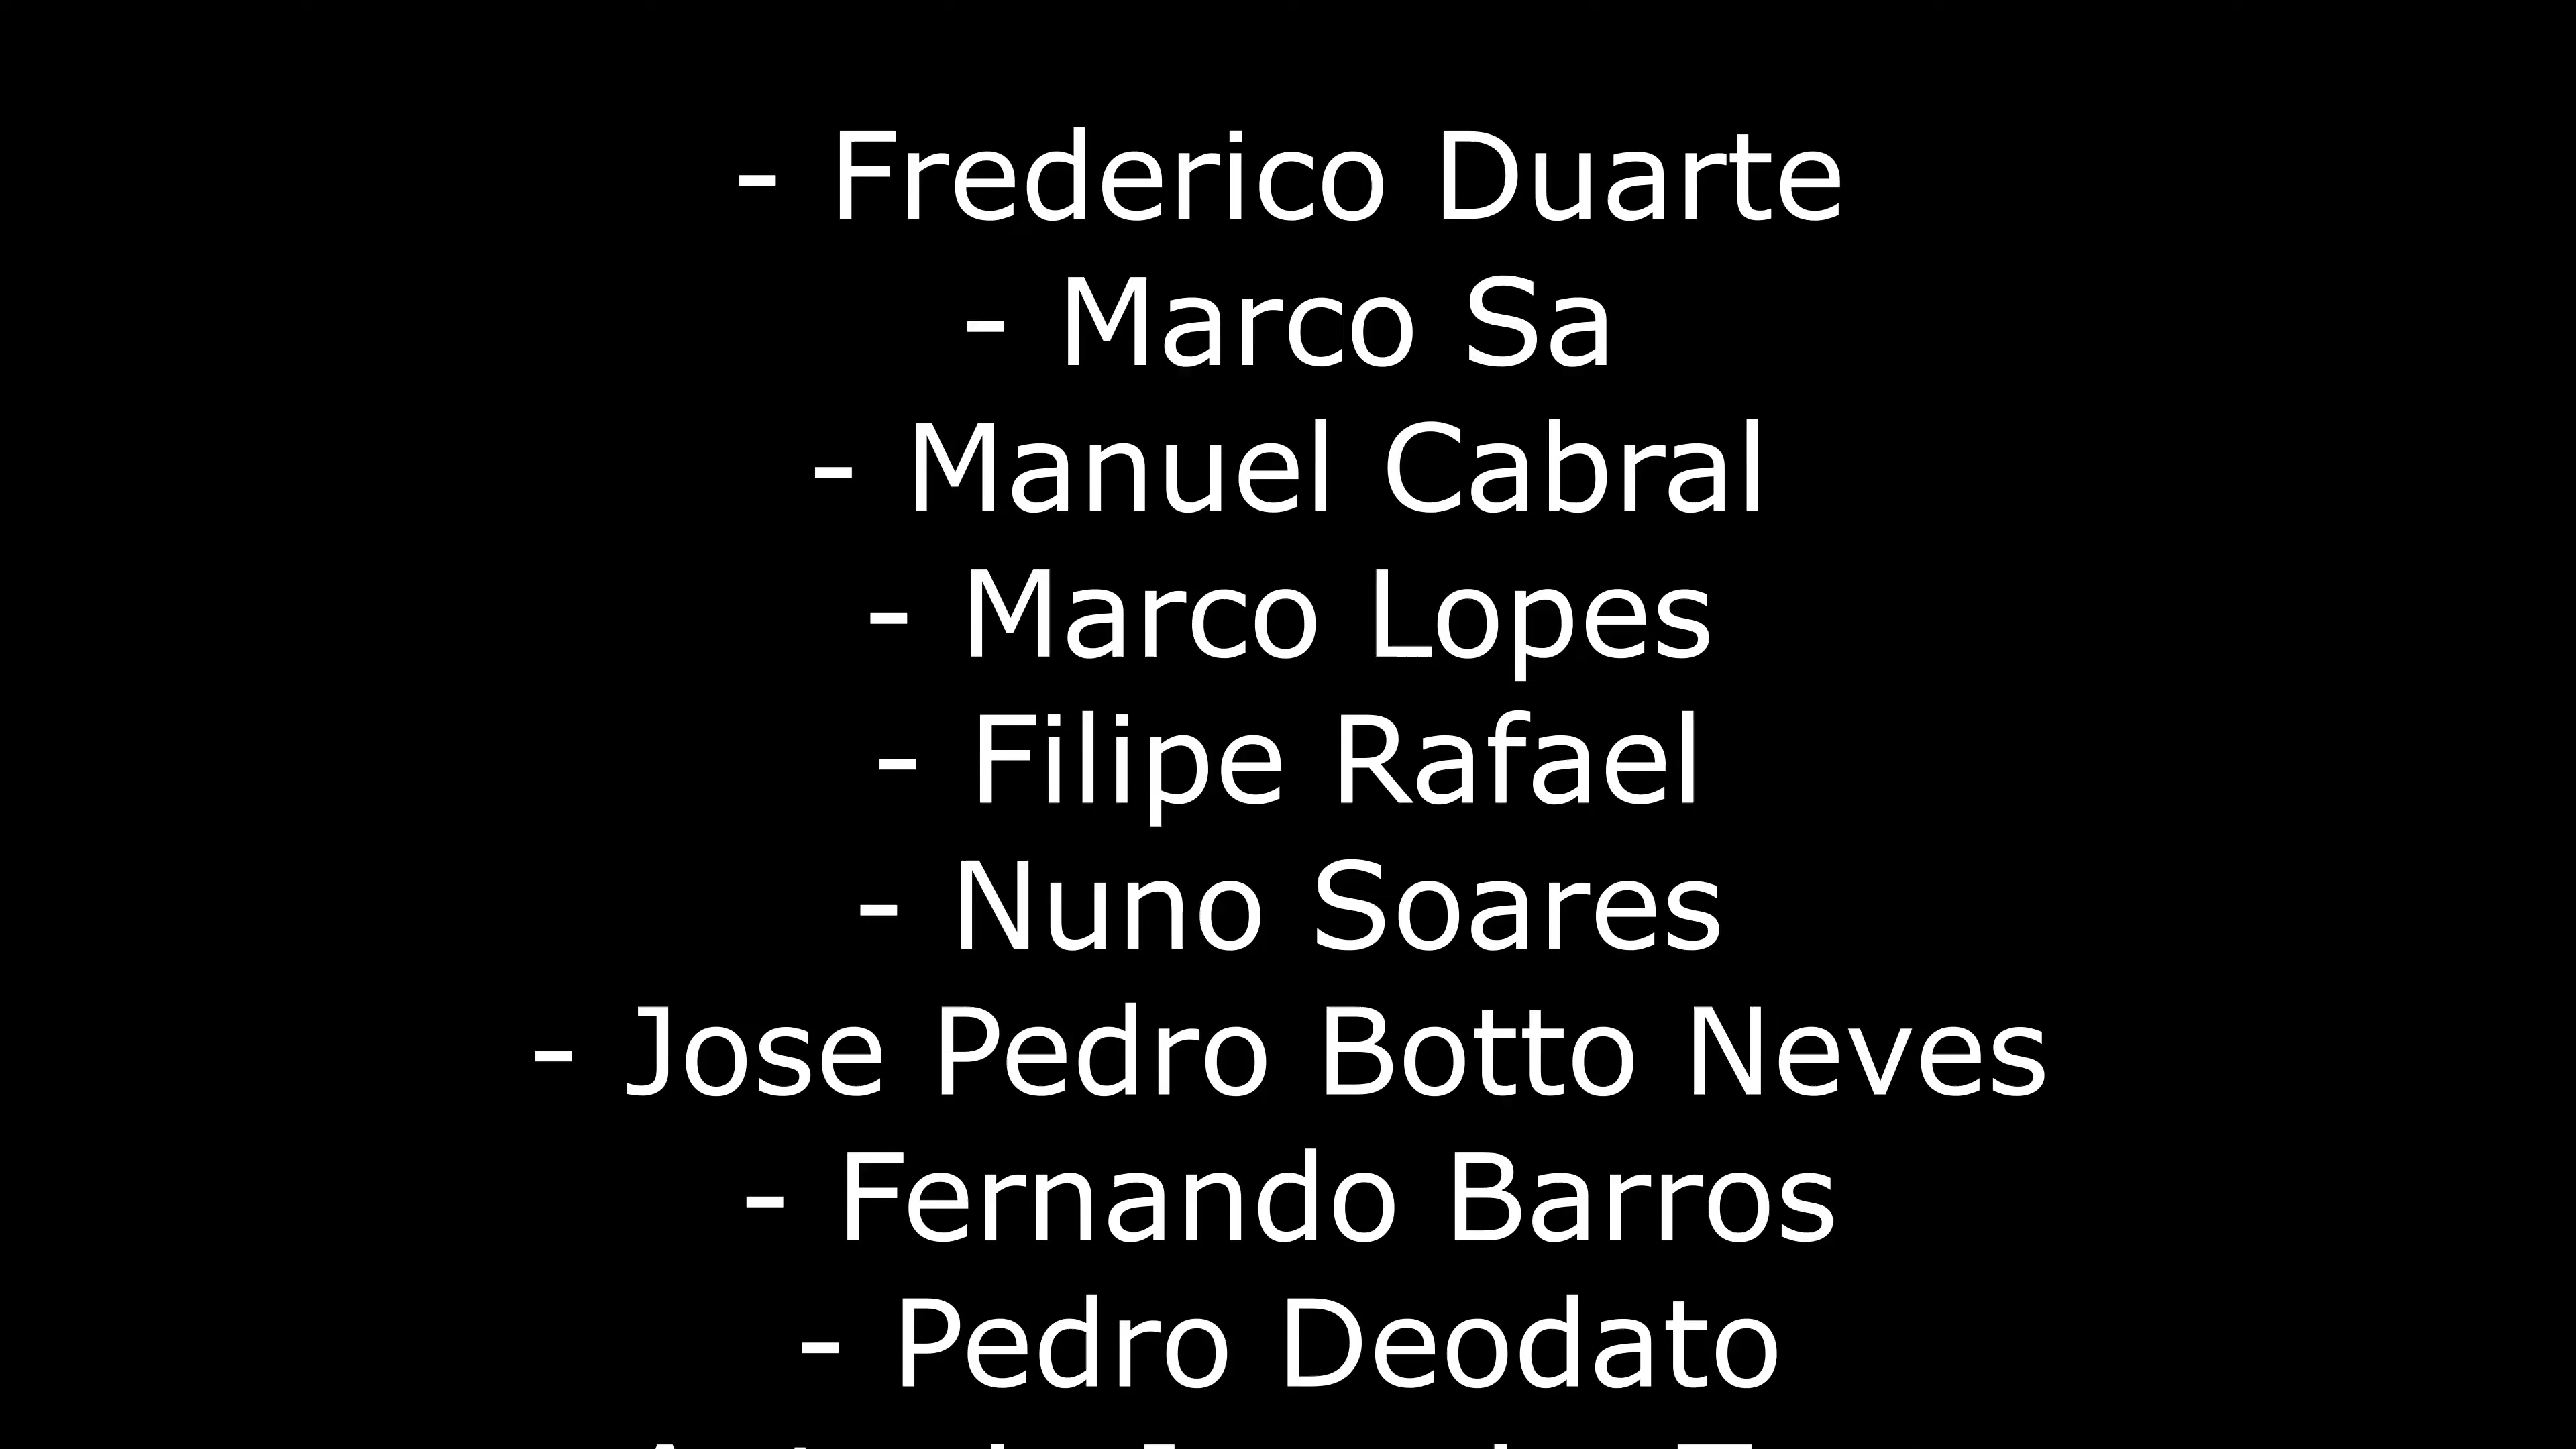 - Frederico Duarte
- Marco Sa
- Manuel Cabral
- Marco Lopes
- Filipe Rafael
- Nuno Soares
- Jose Pedro Botto Neves
- Fernando Barros
- Pedro Deodato